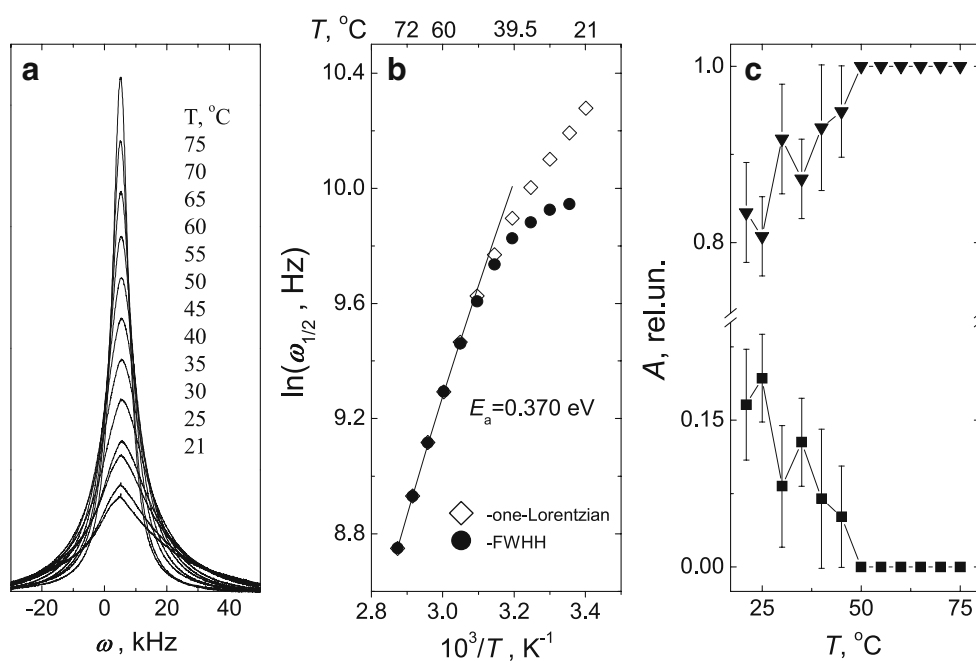 a
T, °C
75
70
65
60
55
50
45
40
35
30
25
21
-20 0 20 40
ω, kHz
T, °C 72 60 39.5 21
b
10.4
10.0
9.6
9.2
8.8
ln(ω1/2, Hz)
Ea=0.370 eV
-one-Lorentzian
-FWHH
2.8 3.0 3.2 3.4
10³/T, K⁻¹
c
1.0
0.8
0.15
0.00
A, rel.un.
25 50 75
T, °C